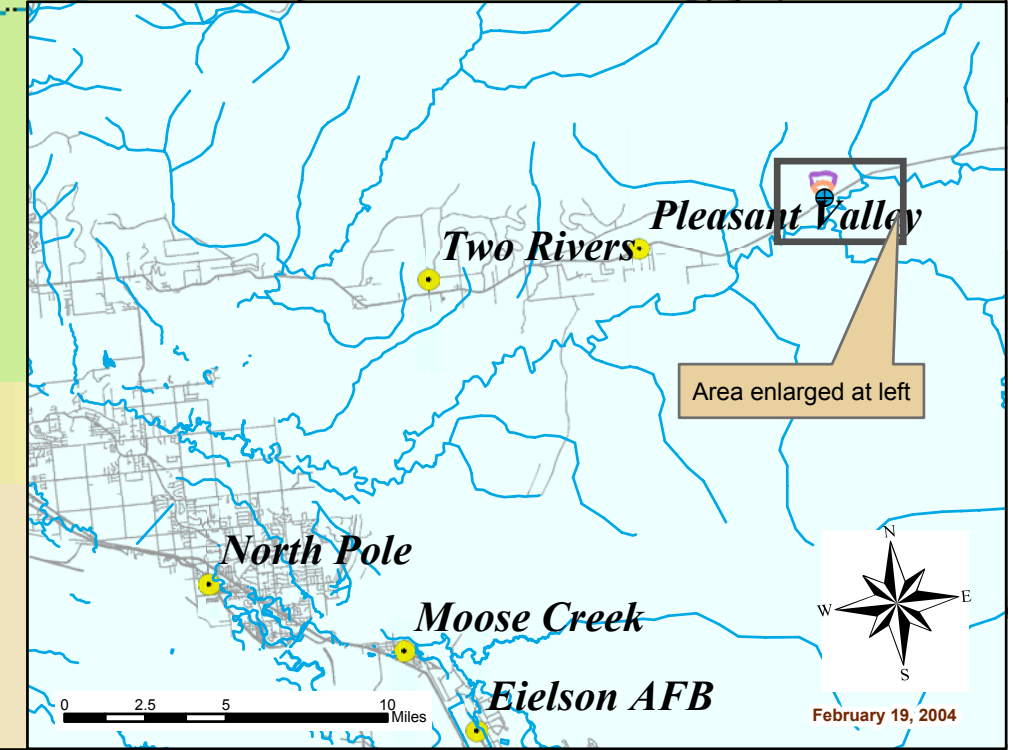 Pleasant Valley
Two Rivers
Area enlarged at left
North Pole
Moose Creek
Eielson AFB
N
W E
S
0 2.5 5 10
Miles
February 19, 2004